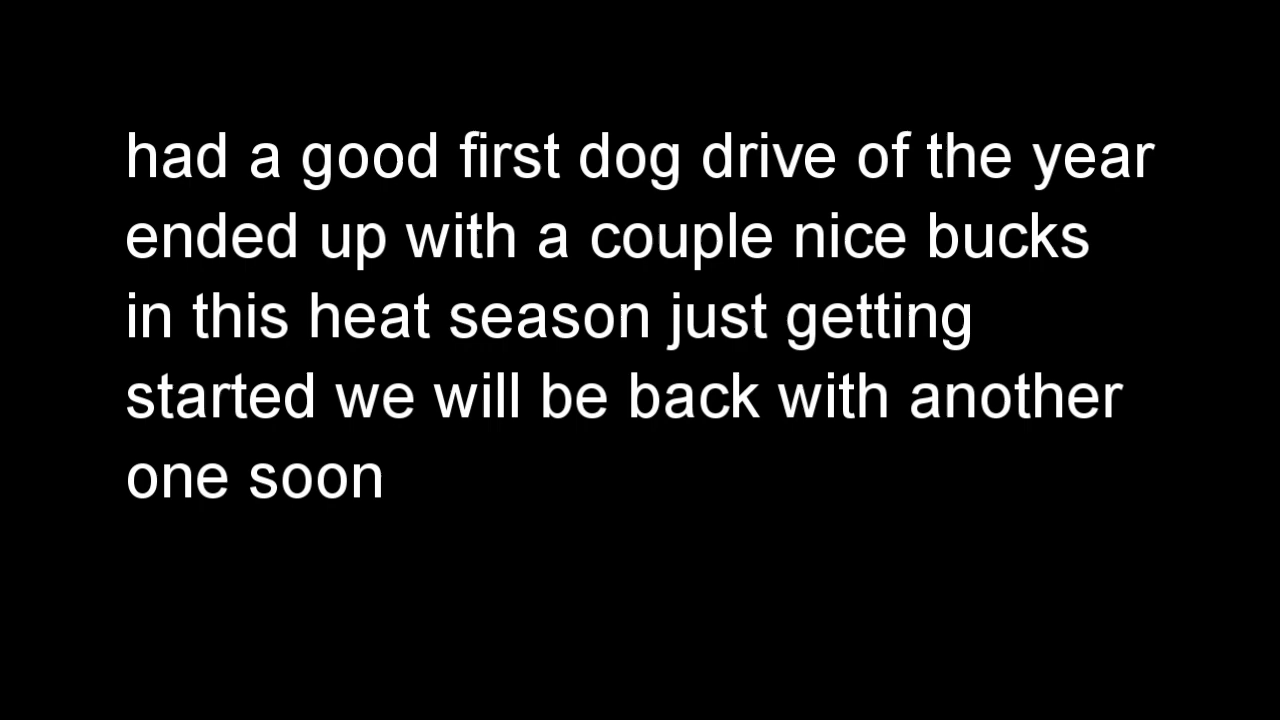 had a good first dog drive of the year
ended up with a couple nice bucks
in this heat season just getting
started we will be back with another
one soon